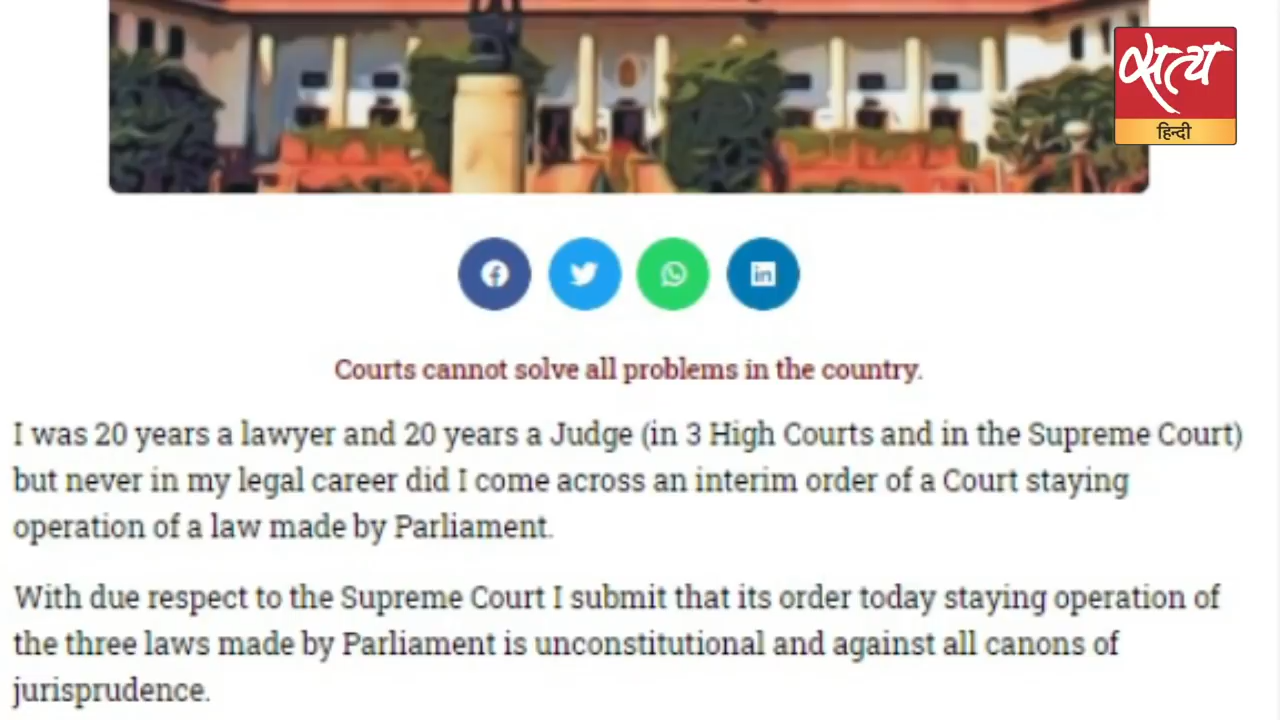 सत्य
हिन्दी
Courts cannot solve all problems in the country.
I was 20 years a lawyer and 20 years a Judge (in 3 High Courts and in the Supreme Court)
but never in my legal career did I come across an interim order of a Court staying
operation of a law made by Parliament.
With due respect to the Supreme Court I submit that its order today staying operation of
the three laws made by Parliament is unconstitutional and against all canons of
jurisprudence.